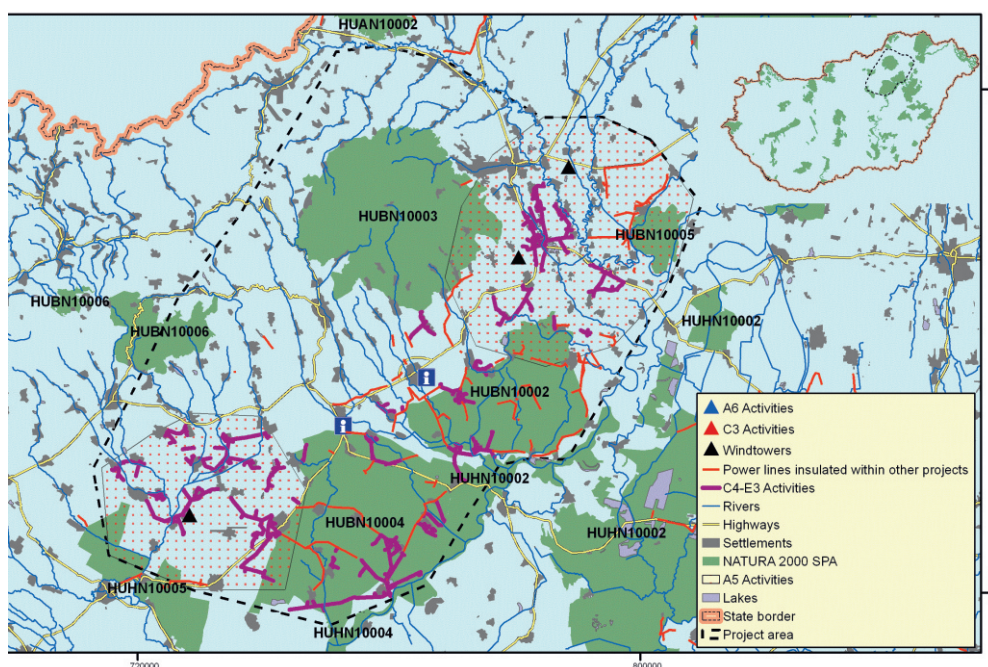 HUAN10002
HUBN10003
HUBN10005
HUBN10006
HUBN10006
HUHN10002
HUBN10002
HUHN10002
HUBN10004
HUHN10002
HUHN10005
HUHN10004
i
i
A6 Activities
C3 Activities
Windtowers
Power lines insulated within other projects
C4-E3 Activities
Rivers
Highways
Settlements
NATURA 2000 SPA
A5 Activities
Lakes
State border
Project area
720000
800000